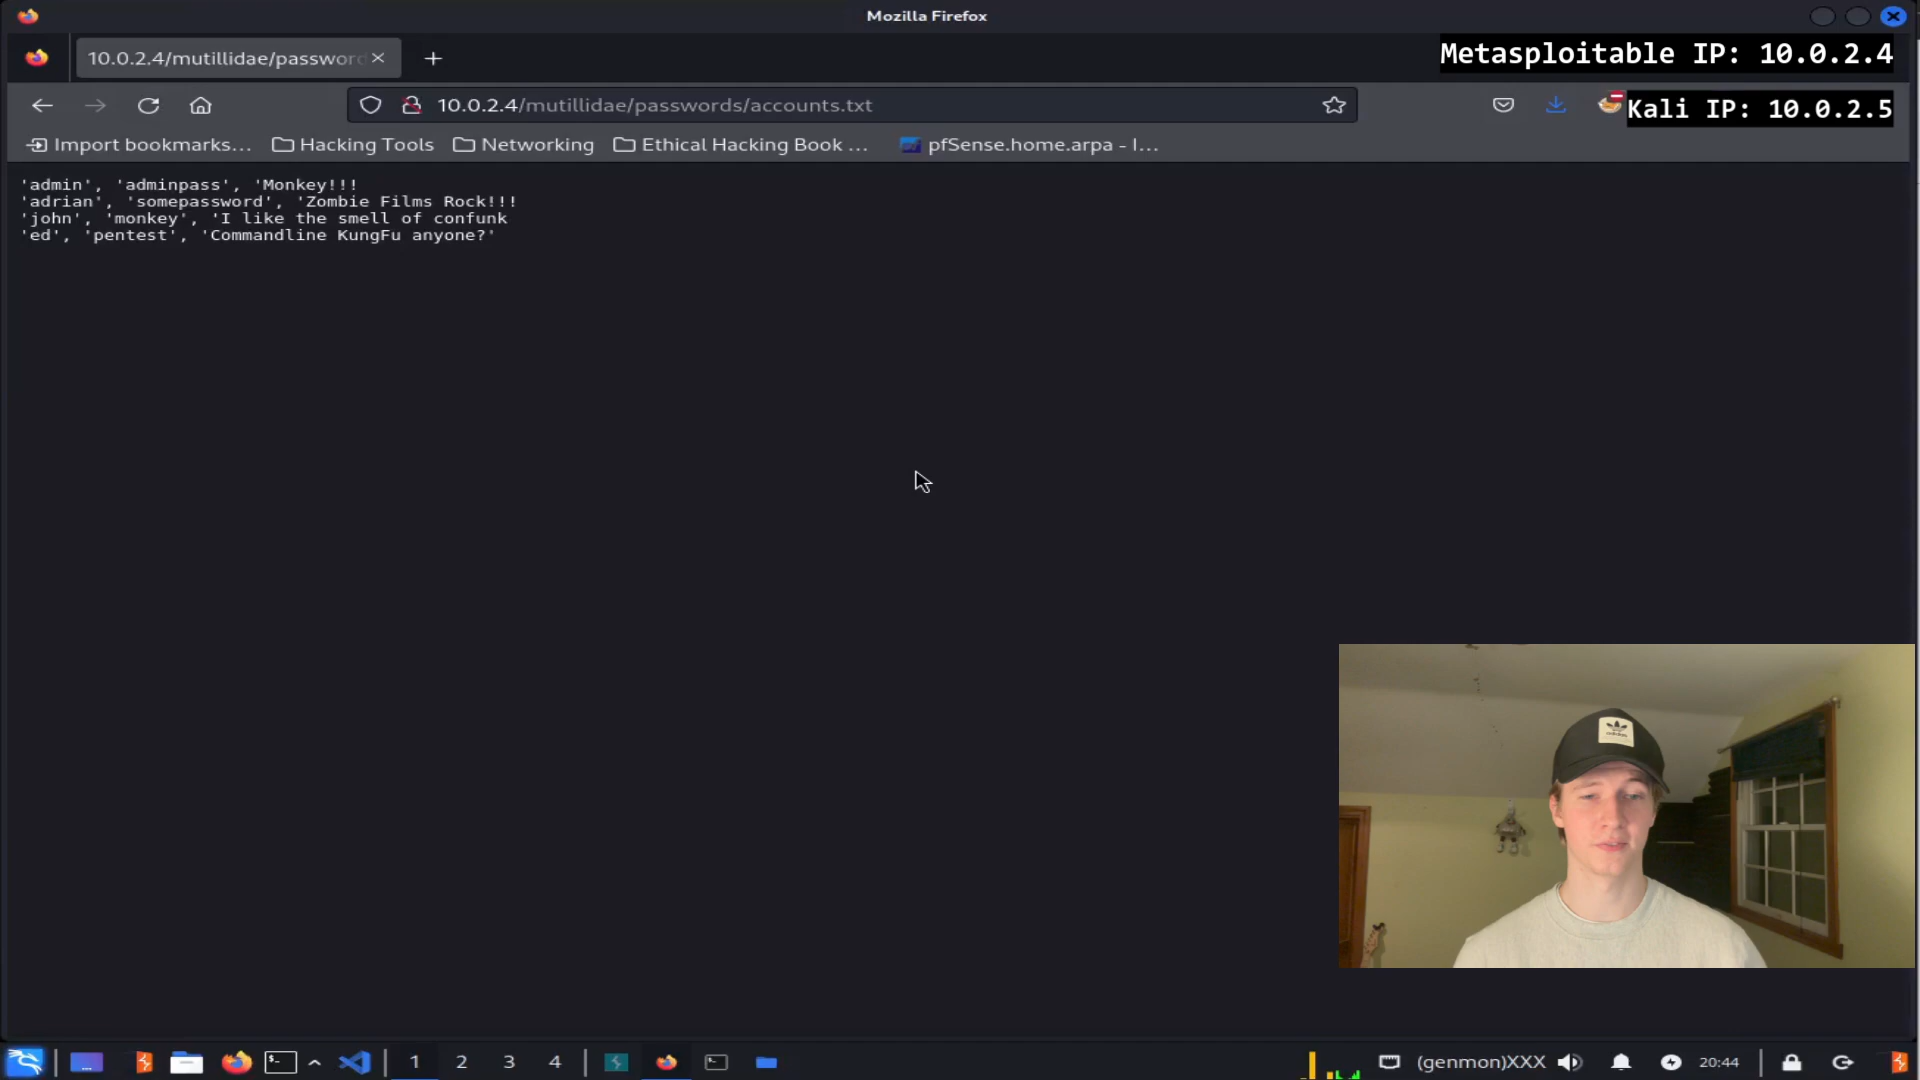 Mozilla Firefox
10.0.2.4/mutillidae/password
Metasploitable IP: 10.0.2.4
10.0.2.4/mutillidae/passwords/accounts.txt
Kali IP: 10.0.2.5
Import bookmarks...
Hacking Tools
Networking
Ethical Hacking Book ...
pfSense.home.arpa - I...
'admin', 'adminpass', 'Monkey!!!
'adrian', 'somepassword', 'Zombie Films Rock!!!
'john', 'monkey', 'I like the smell of confunk
'ed', 'pentest', 'Commandline KungFu anyone?'
1 2 3 4
(genmon)XXX
20:44